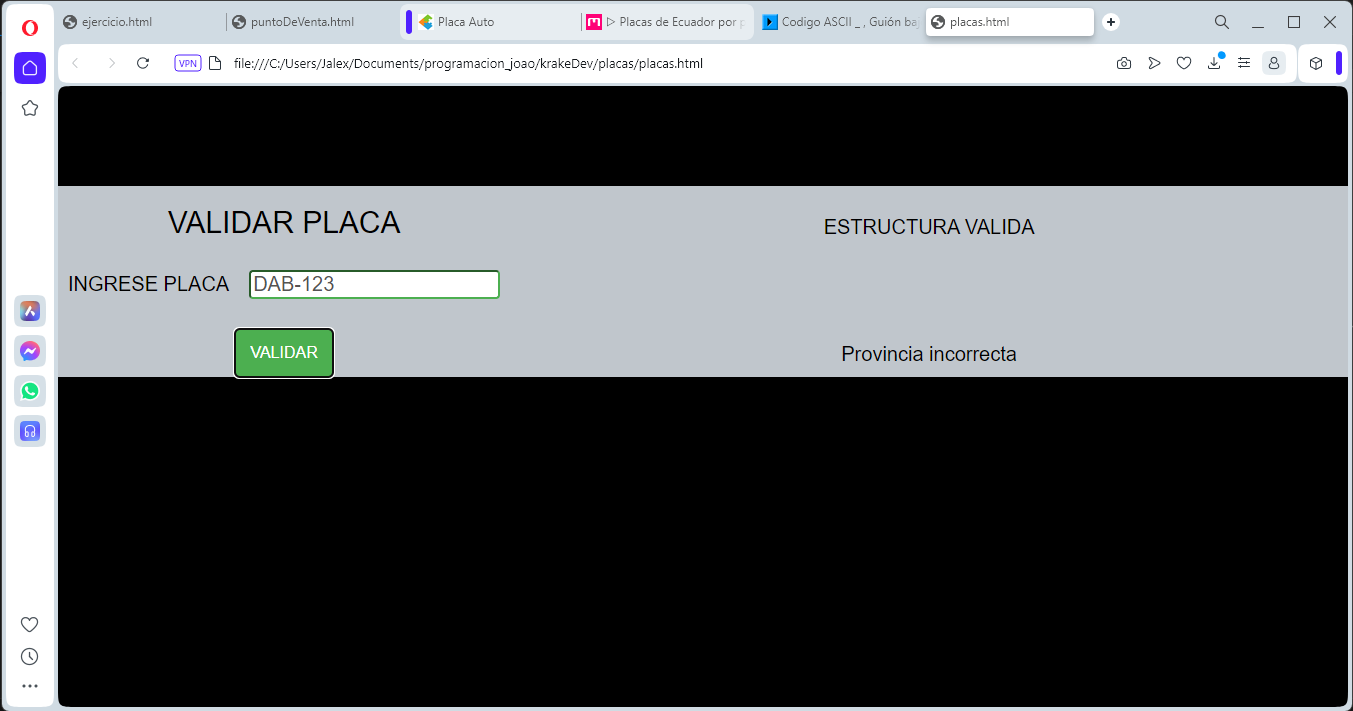 ejercicio.html
puntoDeVenta.html
Placa Auto
▷ Placas de Ecuador por p
Codigo ASCII _ , Guión baj
placas.html
VPN
file:///C:/Users/Jalex/Documents/programacion_joao/krakeDev/placas/placas.html
VALIDAR PLACA
ESTRUCTURA VALIDA
INGRESE PLACA
DAB-123
VALIDAR
Provincia incorrecta